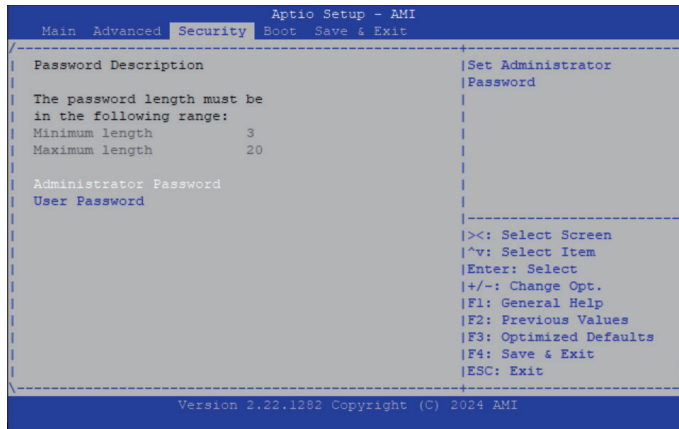 Aptio Setup - AMI
Main Advanced Security Boot Save & Exit
Password Description
The password length must be
in the following range:
Minimum length 3
Maximum length 20
Administrator Password
User Password
Set Administrator
Password
><: Select Screen
^v: Select Item
Enter: Select
+/-: Change Opt.
F1: General Help
F2: Previous Values
F3: Optimized Defaults
F4: Save & Exit
ESC: Exit
Version 2.22.1282 Copyright (C) 2024 AMI